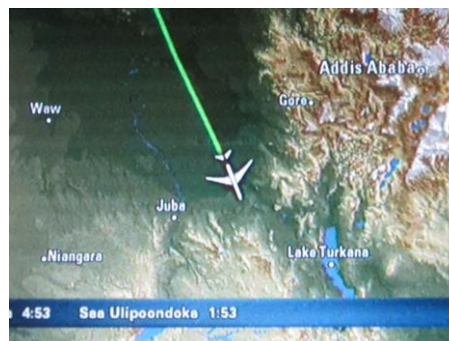 Addis Ababa
Gore
Waw
Juba
Niangara
Lake Turkana
4:53 Saa Ulipoondoka 1:53